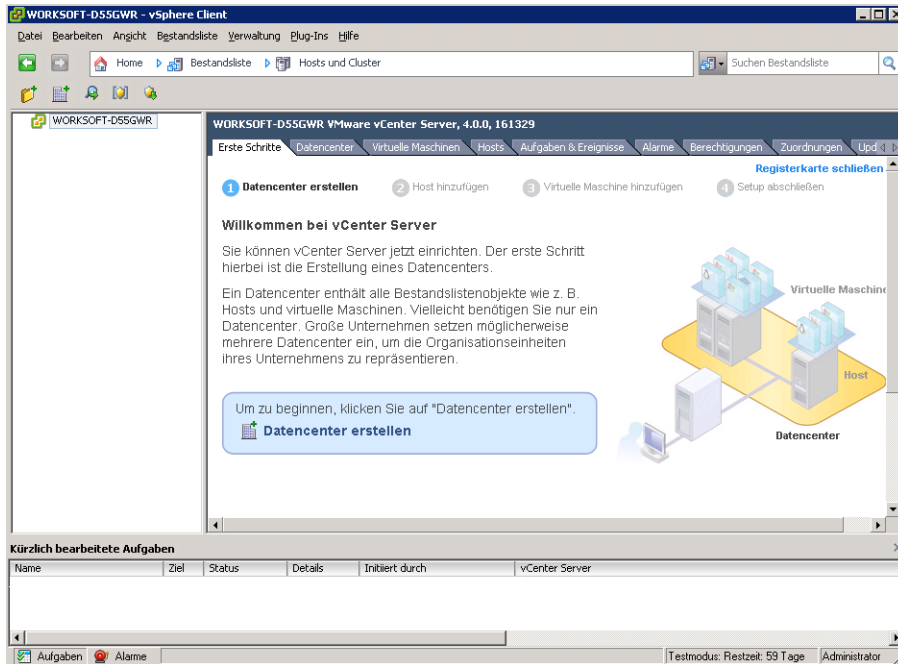 WORKSOFT-D55GWR - vSphere Client
Datei Bearbeiten Ansicht Bestandsliste Verwaltung Plug-Ins Hilfe
Home Bestandsliste Hosts und Cluster Suchen Bestandsliste
WORKSOFT-D55GWR
WORKSOFT-D55GWR VMware vCenter Server, 4.0.0, 161329
Erste Schritte Datencenter Virtuelle Maschinen Hosts Aufgaben & Ereignisse Alarme Berechtigungen Zuordnungen Upd
Registerkarte schließen
1 Datencenter erstellen 2 Host hinzufügen 3 Virtuelle Maschine hinzufügen 4 Setup abschließen
Willkommen bei vCenter Server
Sie können vCenter Server jetzt einrichten. Der erste Schritt
hierbei ist die Erstellung eines Datencenters.
Ein Datencenter enthält alle Bestandslistenobjekte wie z. B.
Hosts und virtuelle Maschinen. Vielleicht benötigen Sie nur ein
Datencenter. Große Unternehmen setzen möglicherweise
mehrere Datencenter ein, um die Organisationseinheiten
ihres Unternehmens zu repräsentieren.
Um zu beginnen, klicken Sie auf "Datencenter erstellen".
Datencenter erstellen
Virtuelle Maschine
Host
Datencenter
Kürzlich bearbeitete Aufgaben
Name Ziel Status Details Initiiert durch vCenter Server
Aufgaben Alarme Testmodus: Restzeit: 59 Tage Administrator